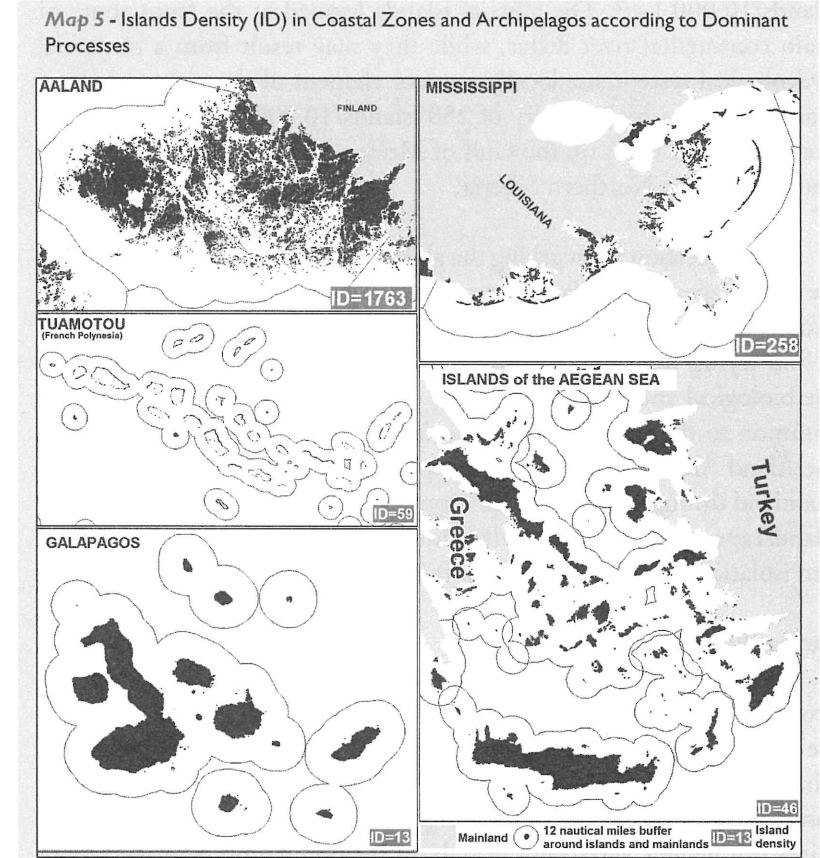 Map 5 - Islands Density (ID) in Coastal Zones and Archipelagos according to Dominant
Processes
AALAND
FINLAND
ID=1763
MISSISSIPPI
LOUISIANA
ID=258
TUAMOTOU
(French Polynesia)
ID=59
ISLANDS of the AEGEAN SEA
Greece
Turkey
ID=46
GALAPAGOS
ID=13
Mainland
12 nautical miles buffer
around islands and mainlands
ID=13
Island
density